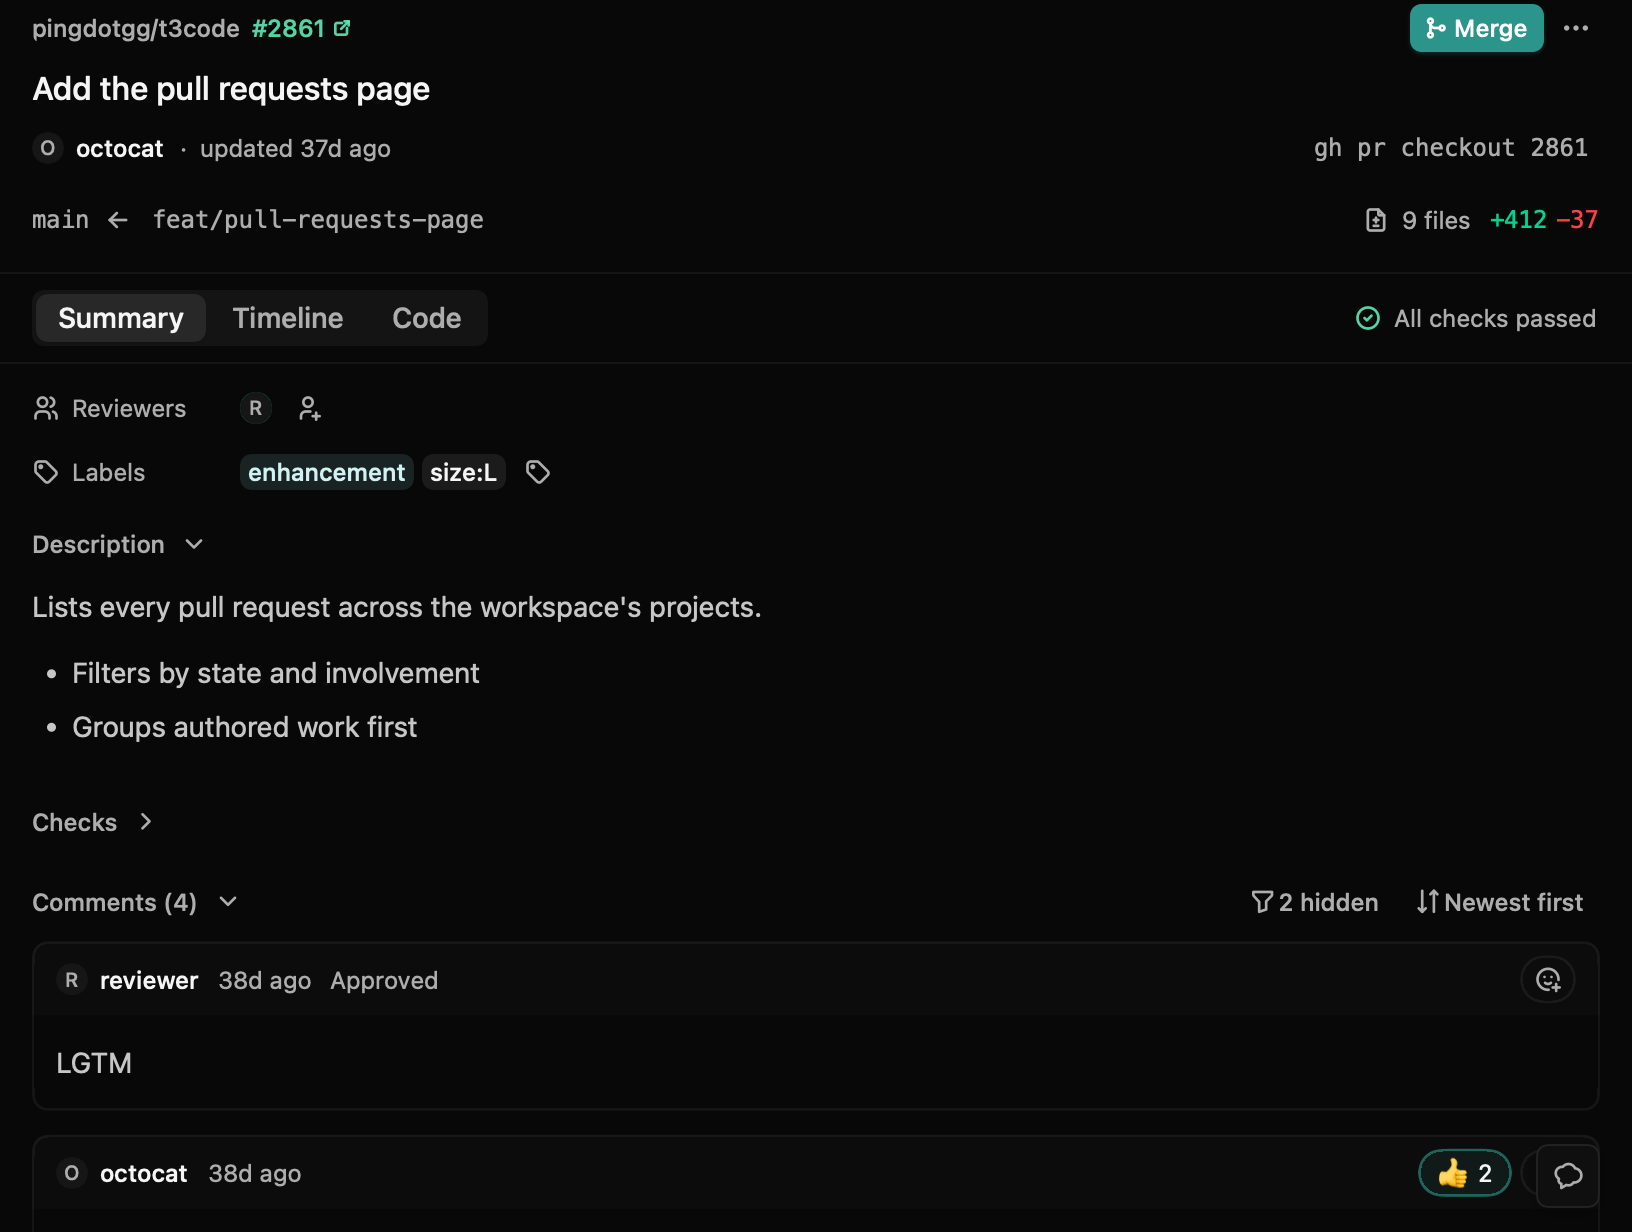 pingdotgg/t3code #2861
Merge
Add the pull requests page
O octocat · updated 37d ago
gh pr checkout 2861
main ← feat/pull-requests-page
9 files +412 −37
Summary Timeline Code
All checks passed
Reviewers R
Labels enhancement size:L
Description
Lists every pull request across the workspace's projects.
• Filters by state and involvement
• Groups authored work first
Checks
Comments (4)
2 hidden
Newest first
R reviewer 38d ago Approved
LGTM
O octocat 38d ago
👍 2